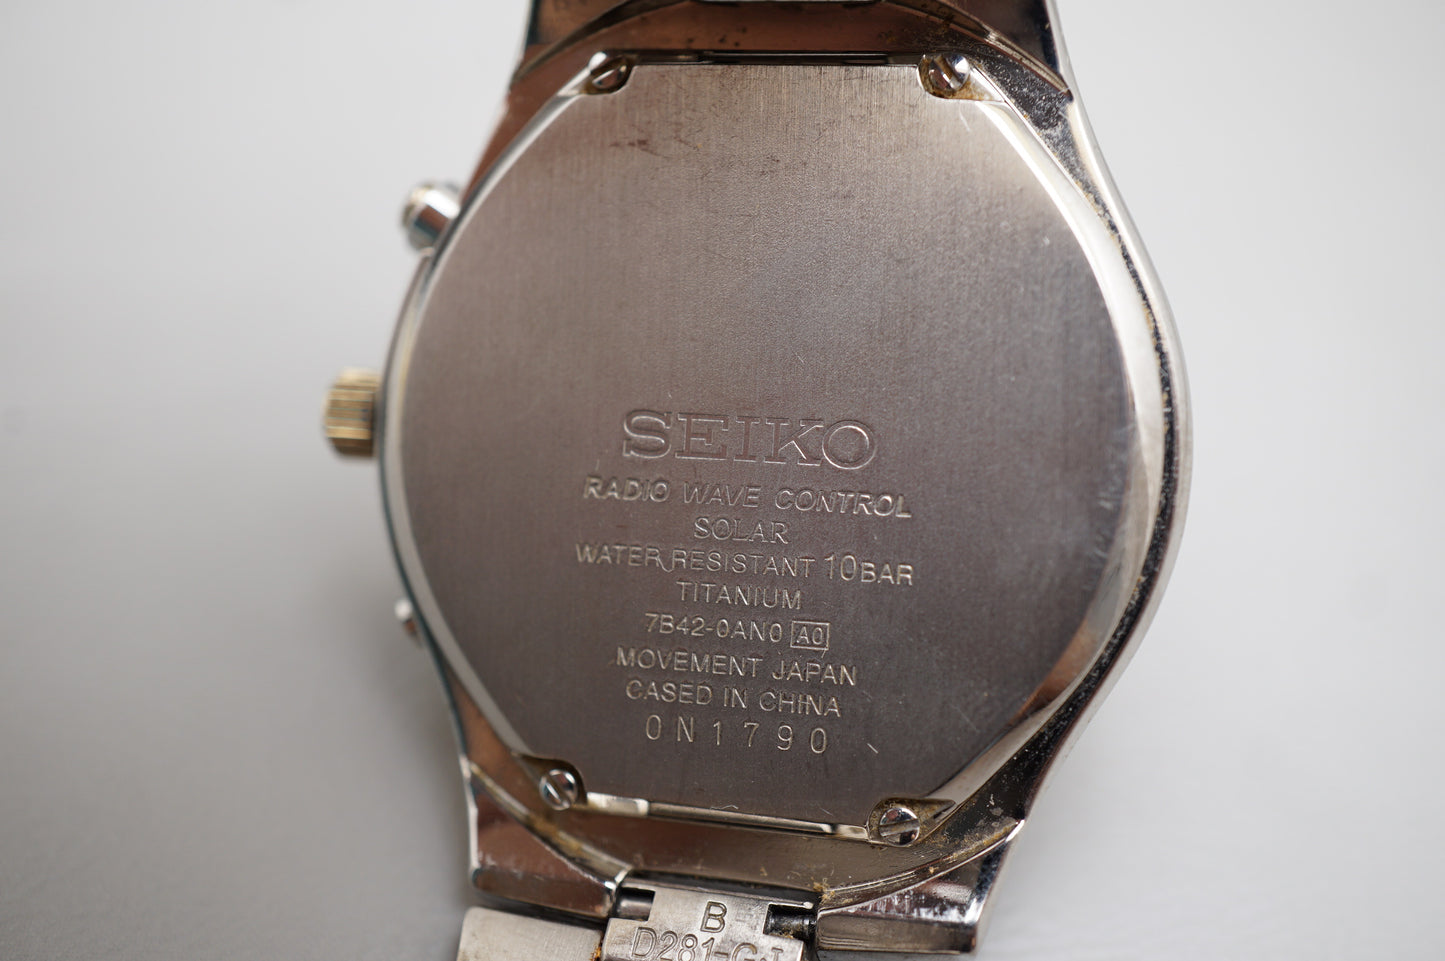 SEIKO
RADIO WAVE CONTROL
SOLAR
WATER RESISTANT 10BAR
TITANIUM
7B42-0AN0 A0
MOVEMENT JAPAN
CASED IN CHINA
0N1790
B